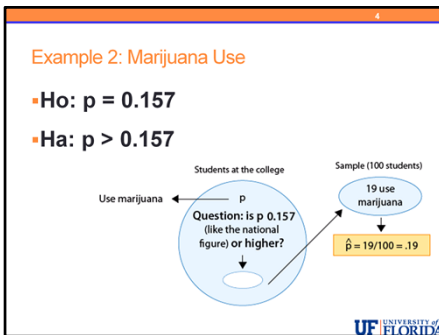 4
Example 2: Marijuana Use
▪Ho: p = 0.157
▪Ha: p > 0.157
Students at the college
Sample (100 students)
Use marijuana
p
Question: is p 0.157
(like the national
figure) or higher?
19 use
marijuana
p̂ = 19/100 = .19
UF UNIVERSITY of
FLORIDA